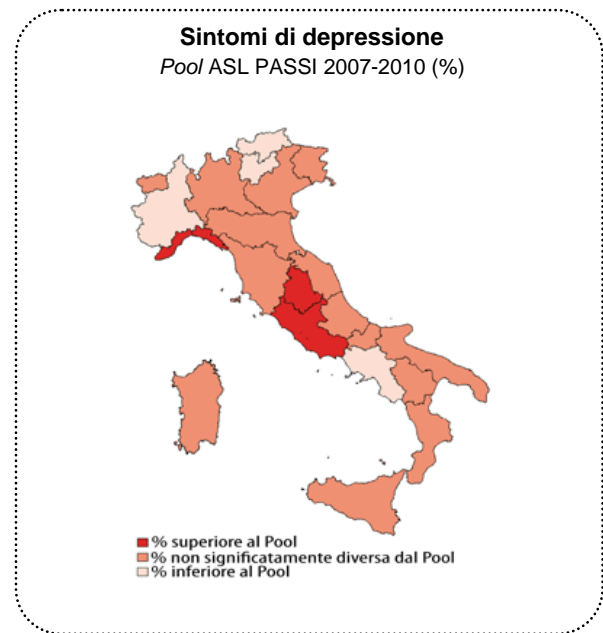 Sintomi di depressione
Pool ASL PASSI 2007-2010 (%)
% superiore al Pool
% non significatamente diversa dal Pool
% inferiore al Pool